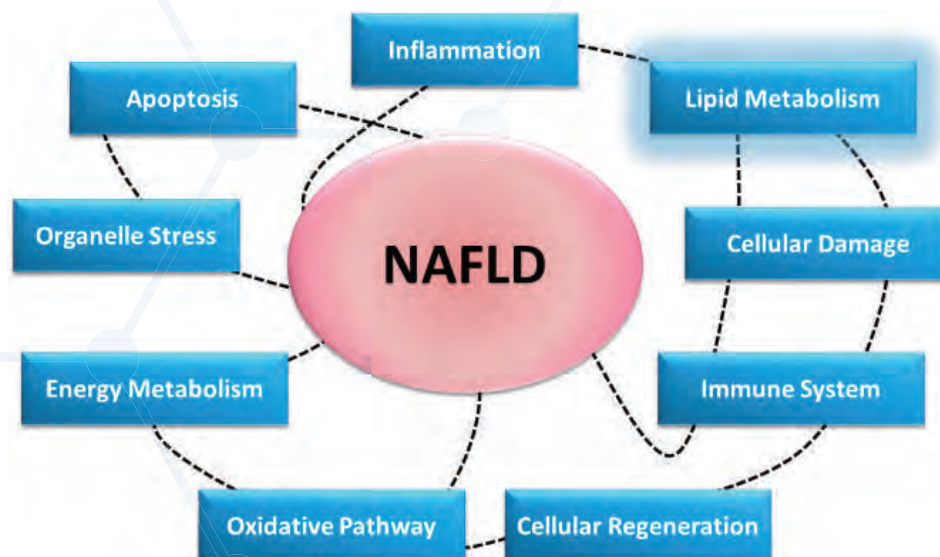 Inflammation
Apoptosis
Lipid Metabolism
Organelle Stress
NAFLD
Cellular Damage
Energy Metabolism
Immune System
Oxidative Pathway
Cellular Regeneration